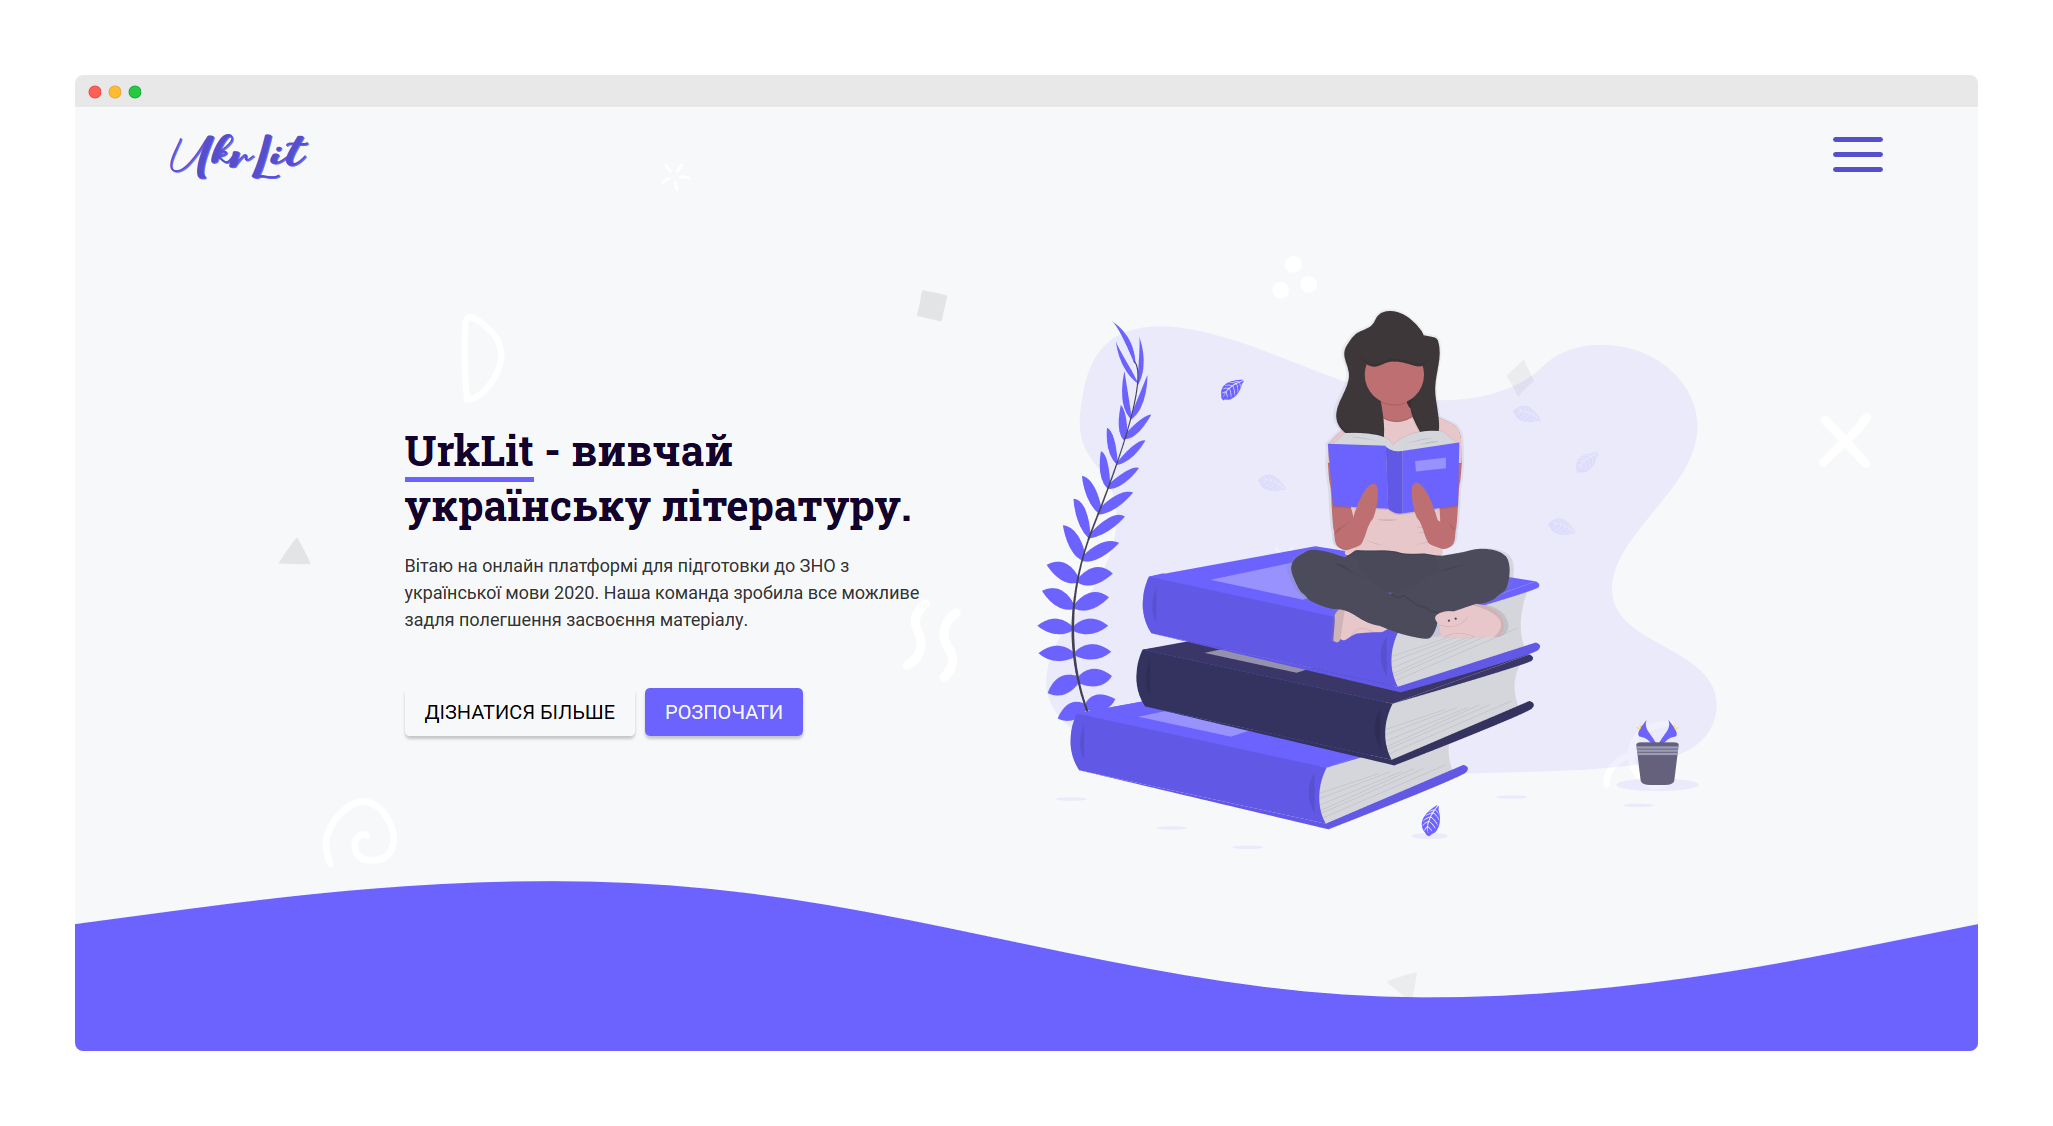 UkrLit
UrkLit - вивчай
українську літературу.
Вітаю на онлайн платформі для підготовки до ЗНО з
української мови 2020. Наша команда зробила все можливе
задля полегшення засвоєння матеріалу.
ДІЗНАТИСЯ БІЛЬШЕ РОЗПОЧАТИ